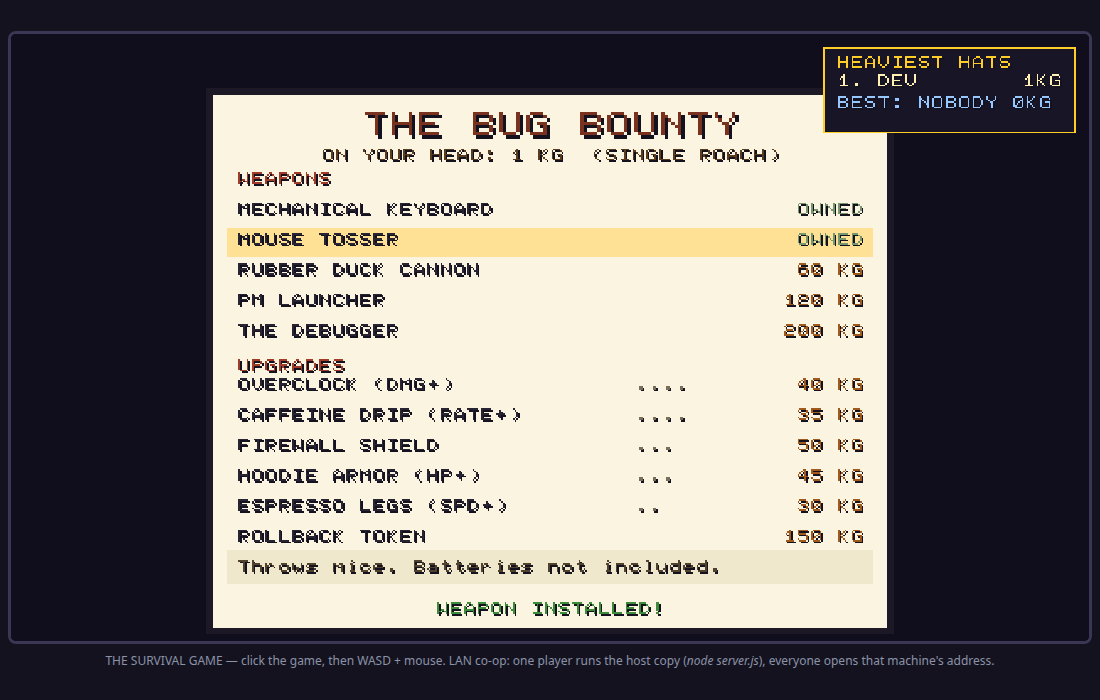 HEAVIEST HATS
1. DEV 1KG
BEST: NOBODY 0KG
THE BUG BOUNTY
ON YOUR HEAD: 1 KG (SINGLE ROACH)
WEAPONS
MECHANICAL KEYBOARD OWNED
MOUSE TOSSER OWNED
RUBBER DUCK CANNON 60 KG
PM LAUNCHER 120 KG
THE DEBUGGER 200 KG
UPGRADES
OVERCLOCK (DMG+) .... 40 KG
CAFFEINE DRIP (RATE+) .... 35 KG
FIREWALL SHIELD ... 50 KG
HOODIE ARMOR (HP+) ... 45 KG
ESPRESSO LEGS (SPD+) .. 30 KG
ROLLBACK TOKEN 150 KG
Throws mice. Batteries not included.
WEAPON INSTALLED!
THE SURVIVAL GAME — click the game, then WASD + mouse. LAN co-op: one player runs the host copy (node server.js), everyone opens that machine's address.